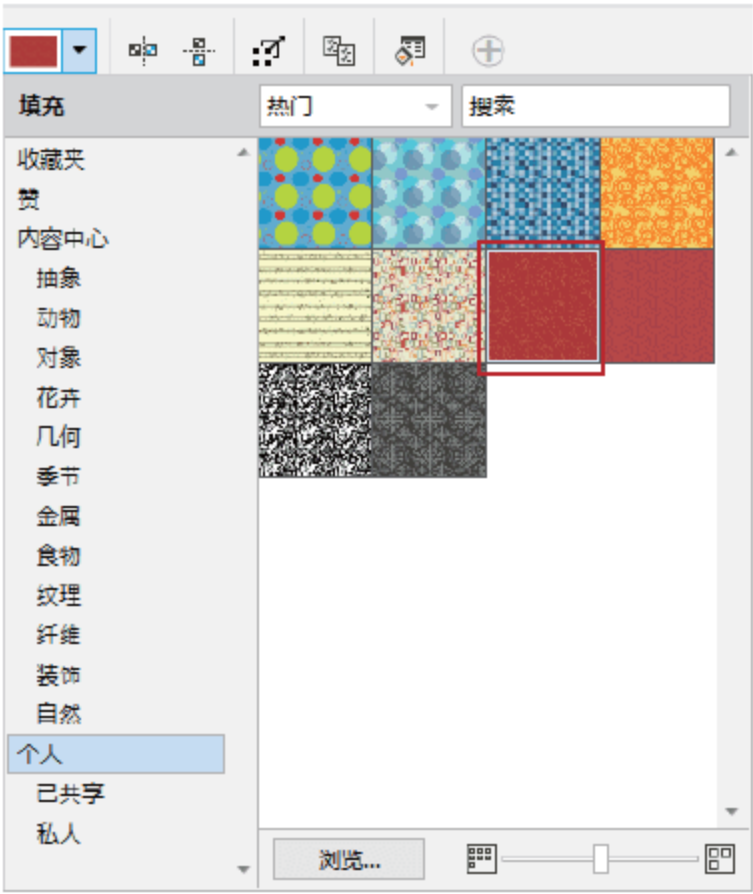 填充
热门
搜索
收藏夹
赞
内容中心
抽象
动物
对象
花卉
几何
季节
金属
食物
纹理
纤维
装饰
自然
个人
已共享
私人
浏览...